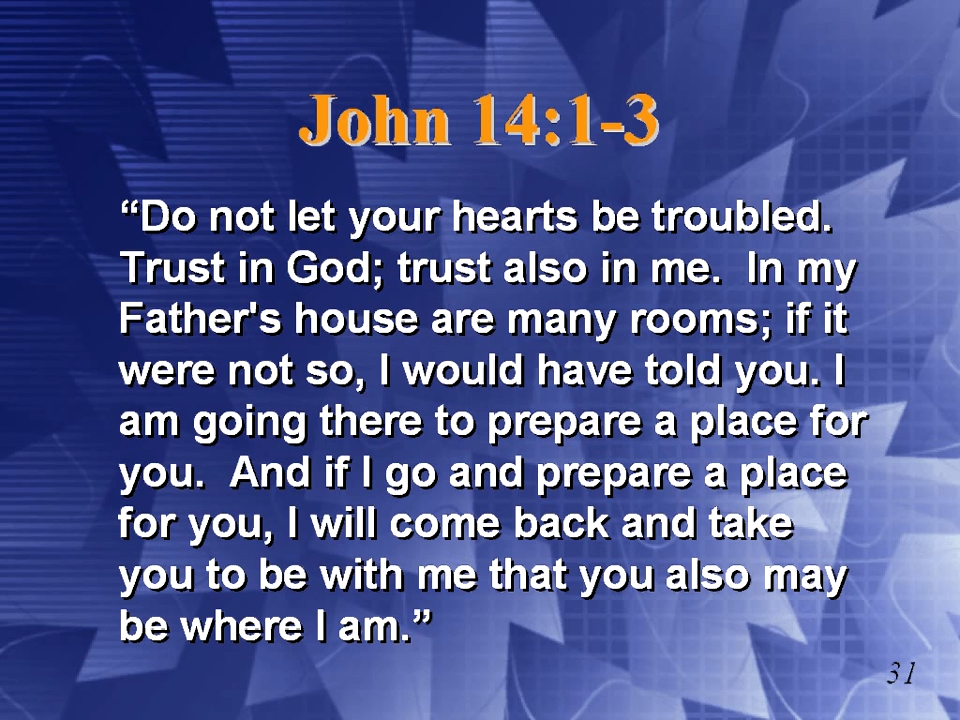 John 14:1-3
“Do not let your hearts be troubled.
Trust in God; trust also in me.  In my
Father's house are many rooms; if it
were not so, I would have told you. I
am going there to prepare a place for
you.  And if I go and prepare a place
for you, I will come back and take
you to be with me that you also may
be where I am.”
31